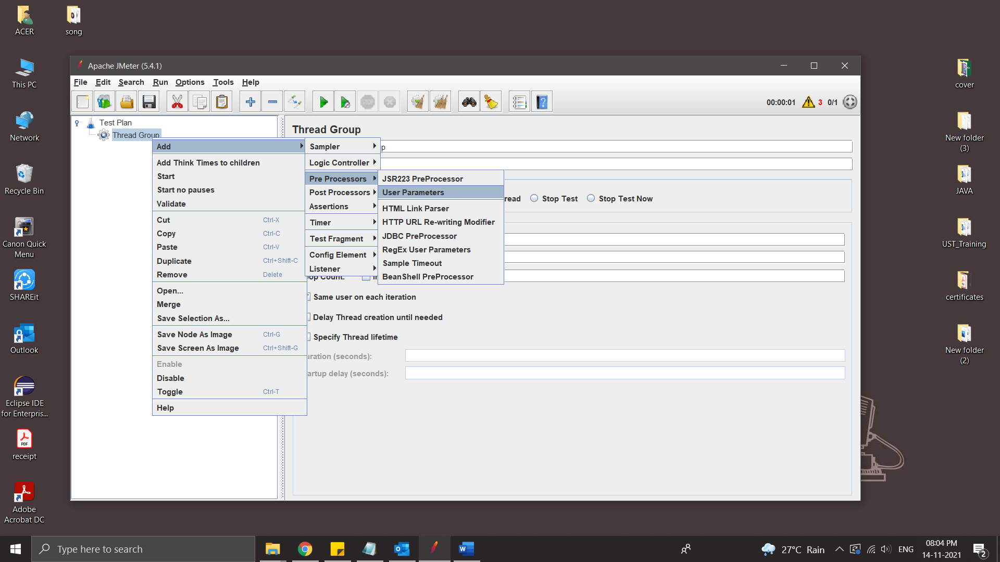 ACER
song
This PC
Network
Recycle Bin
Canon Quick
Menu
SHAREit
Outlook
Eclipse IDE
for Enterpris...
receipt
Adobe
Acrobat DC
Apache JMeter (5.4.1)
File Edit Search Run Options Tools Help
STOP
00:00:01 3 0/1
Test Plan
Thread Group
Thread Group
p
Add
Add Think Times to children
Start
Start no pauses
Validate
Cut Ctrl-X
Copy Ctrl-C
Paste Ctrl-V
Duplicate Ctrl+Shift-C
Remove Delete
Open...
Merge
Save Selection As...
Save Node As Image Ctrl-G
Save Screen As Image Ctrl+Shift-G
Enable
Disable
Toggle Ctrl-T
Help
Sampler
Logic Controller
Pre Processors
Post Processors
Assertions
Timer
Test Fragment
Config Element
Listener
JSR223 PreProcessor
User Parameters
HTML Link Parser
HTTP URL Re-writing Modifier
JDBC PreProcessor
RegEx User Parameters
Sample Timeout
BeanShell PreProcessor
read Stop Test Stop Test Now
op Count:
Same user on each iteration
Delay Thread creation until needed
Specify Thread lifetime
uration (seconds):
artup delay (seconds):
cover
New folder
(3)
JAVA
UST_Training
certificates
New folder
(2)
Type here to search
27°C Rain
ENG
08:04 PM
14-11-2021
2